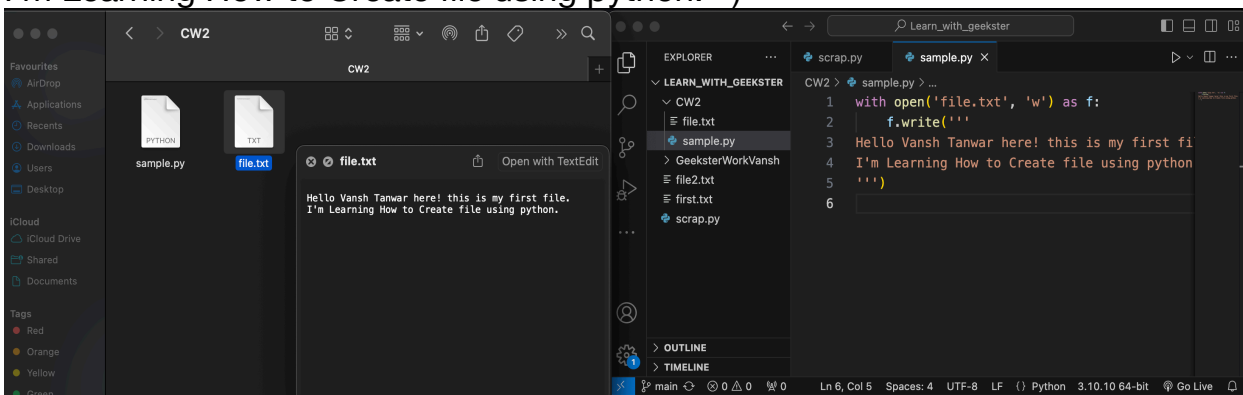 I'm Learning How to Create file using python. ")
CW2
CW2
Favourites
AirDrop
Applications
Recents
Downloads
Users
Desktop
iCloud
iCloud Drive
Shared
Documents
Tags
Red
Orange
Yellow
Green
PYTHON
sample.py
TXT
file.txt
file.txt
Open with TextEdit
Hello Vansh Tanwar here! this is my first file.
I'm Learning How to Create file using python.
Learn_with_geekster
EXPLORER
LEARN_WITH_GEEKSTER
CW2
file.txt
sample.py
GeeksterWorkVansh
file2.txt
first.txt
scrap.py
OUTLINE
TIMELINE
scrap.py
sample.py
CW2 > sample.py > ...
1 with open('file.txt', 'w') as f:
2 f.write('''
3 Hello Vansh Tanwar here! this is my first fi
4 I'm Learning How to Create file using python
5 ''')
6
1
main 0 0 0 Ln 6, Col 5 Spaces: 4 UTF-8 LF {} Python 3.10.10 64-bit Go Live